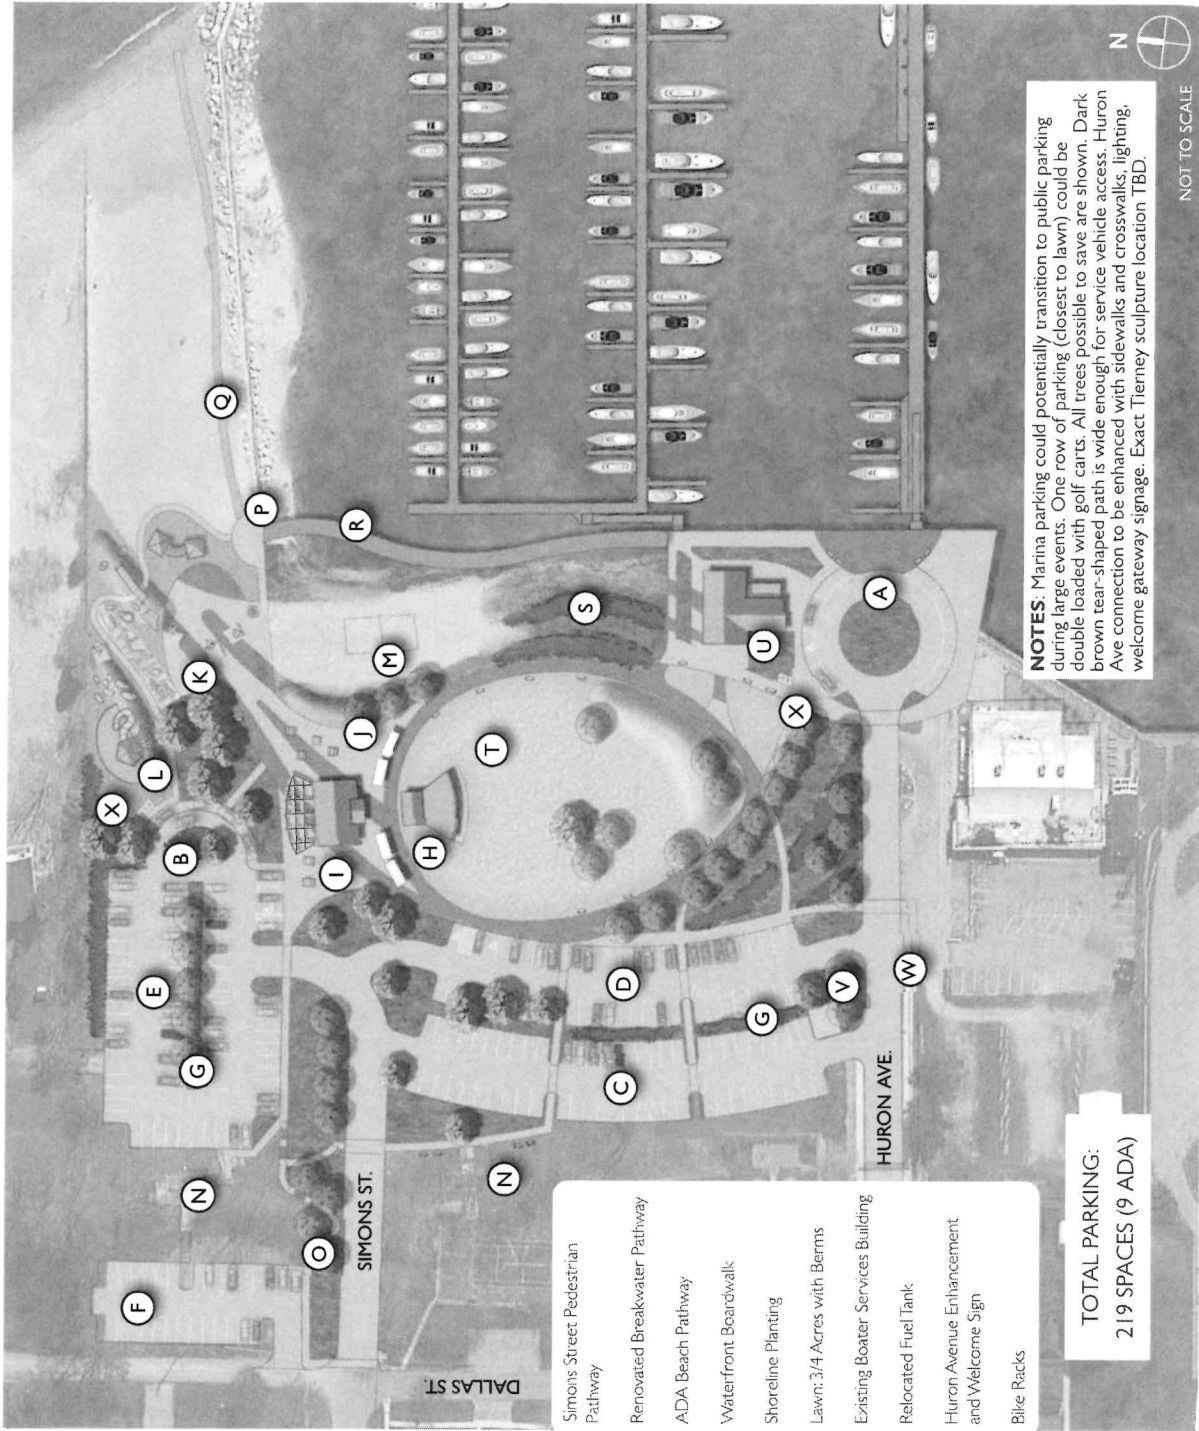 N
NOT TO SCALE
NOTES: Marina parking could potentially transition to public parking
during large events. One row of parking (closest to lawn) could be
double loaded with golf carts. All trees possible to save are shown. Dark
brown tear-shaped path is wide enough for service vehicle access. Huron
Ave connection to be enhanced with sidewalks and crosswalks, lighting,
welcome gateway signage. Exact Tierney sculpture location TBD.
Q
P
R
K
M
S
A
L
J
U
X
T
X
B
I
H
E
D
V
W
G
C
G
N
N
O
F
SIMONS ST.
HURON AVE.
DALLAS ST.
Simons Street Pedestrian
Pathway
Renovated Breakwater Pathway
ADA Beach Pathway
Waterfront Boardwalk
Shoreline Planting
Lawn: 3/4 Acres with Berms
Existing Boater Services Building
Relocated Fuel Tank
Huron Avenue Enhancement
and Welcome Sign
Bike Racks
TOTAL PARKING:
219 SPACES (9 ADA)